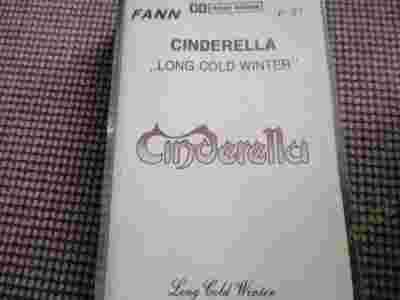 FANN
CINDERELLA
„LONG COLD WINTER"
Cinderella
Long Cold Winter